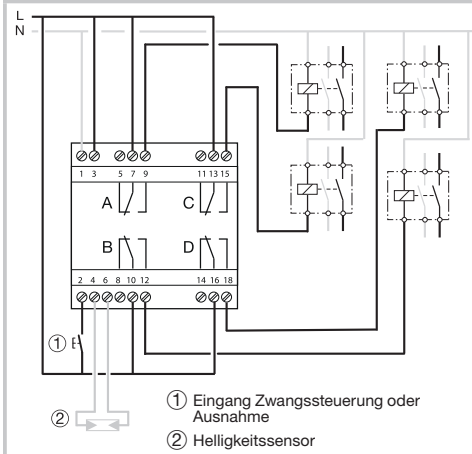 L
N
1 3 5 7 9 11 13 15
A C
B D
2 4 6 8 10 12 14 16 18
1
2
1 Eingang Zwangssteuerung oder
Ausnahme
2 Helligkeitssensor